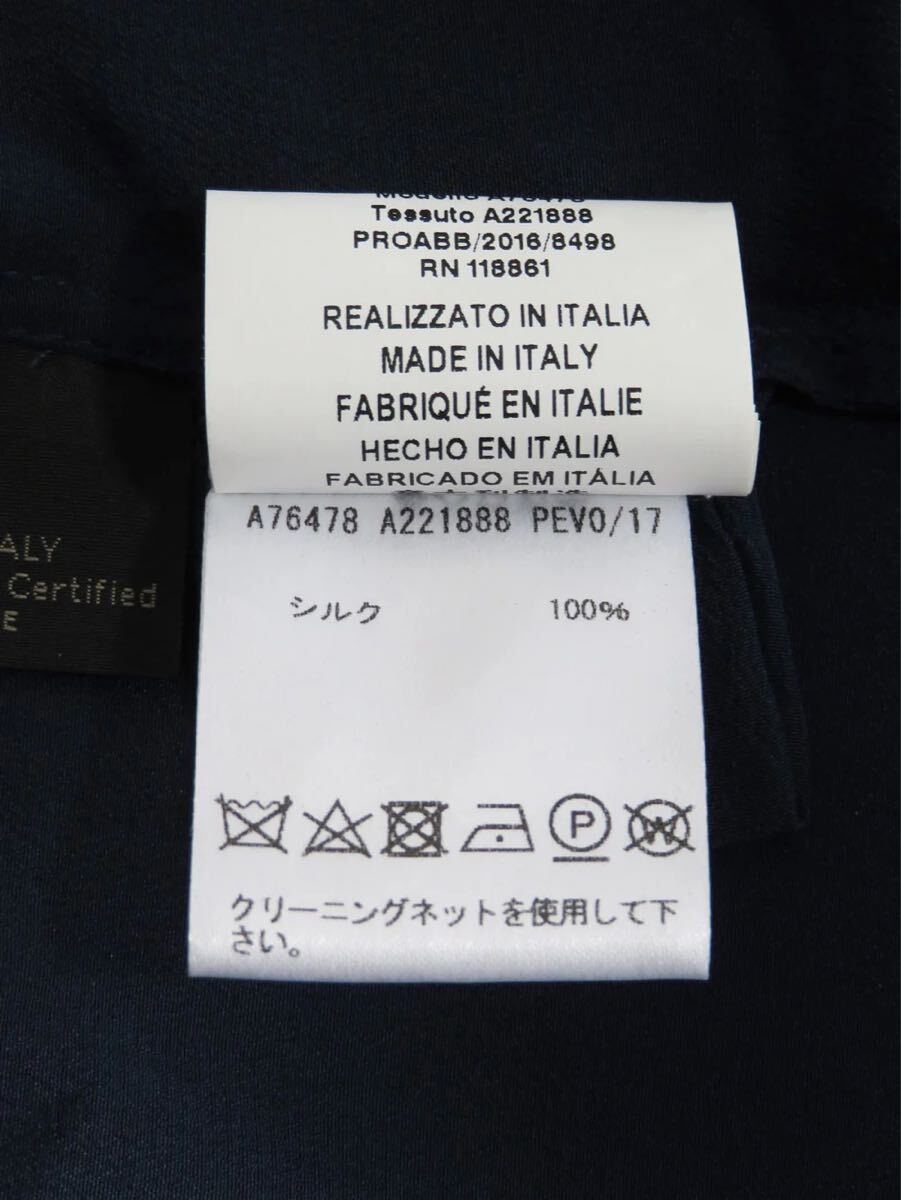 Modello A76478
Tessuto A221888
PROABB/2016/8498
RN 118861
REALIZZATO IN ITALIA
MADE IN ITALY
FABRIQUÉ EN ITALIE
HECHO EN ITALIA
FABRICADO EM ITÁLIA
A76478 A221888 PEVO/17
シルク 100%
P
W
クリーニングネットを使用して下
さい。
ALY
Certified
E